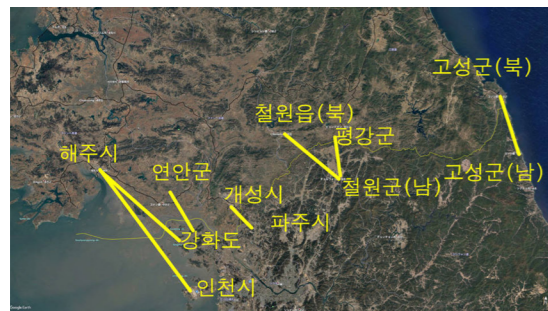 고성군(북)
철원읍(북)
평강군
해주시
연안군
고성군(남)
개성시
철원군(남)
파주시
강화도
인천시